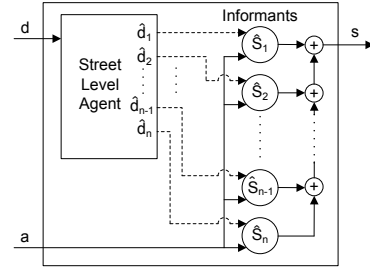 Informants
d
Street
Level
Agent
d̂₁
d̂₂
d̂ₙ₋₁
d̂ₙ
Ŝ₁
Ŝ₂
Ŝₙ₋₁
Ŝₙ
+
+
+
s
a